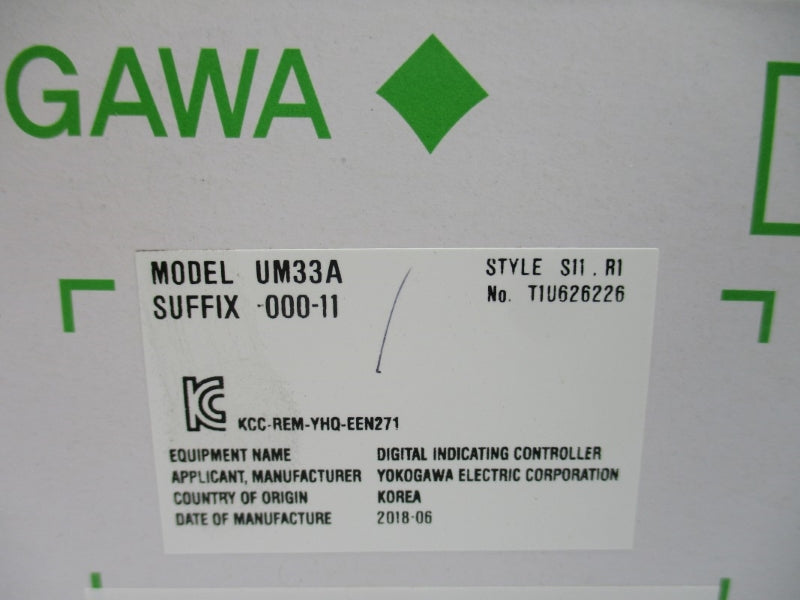 GAWA
MODEL UM33A
SUFFIX -000-11
STYLE SI1.R1
No. T1U626226
KCC-REM-YHQ-EEN271
EQUIPMENT NAME DIGITAL INDICATING CONTROLLER
APPLICANT, MANUFACTURER YOKOGAWA ELECTRIC CORPORATION
COUNTRY OF ORIGIN KOREA
DATE OF MANUFACTURE 2018-06